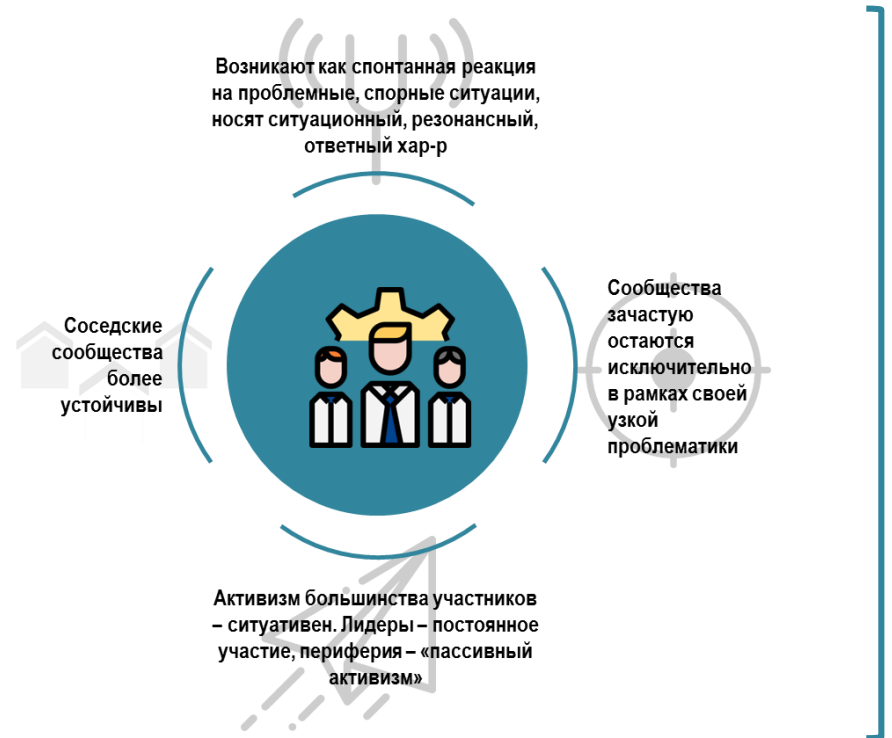 Возникают как спонтанная реакция
на проблемные, спорные ситуации,
носят ситуационный, резонансный,
ответный хар-р
Соседские
сообщества
более
устойчивы
Сообщества
зачастую
остаются
исключительно
в рамках своей
узкой
проблематики
Активизм большинства участников
– ситуативен. Лидеры – постоянное
участие, периферия – «пассивный
активизм»